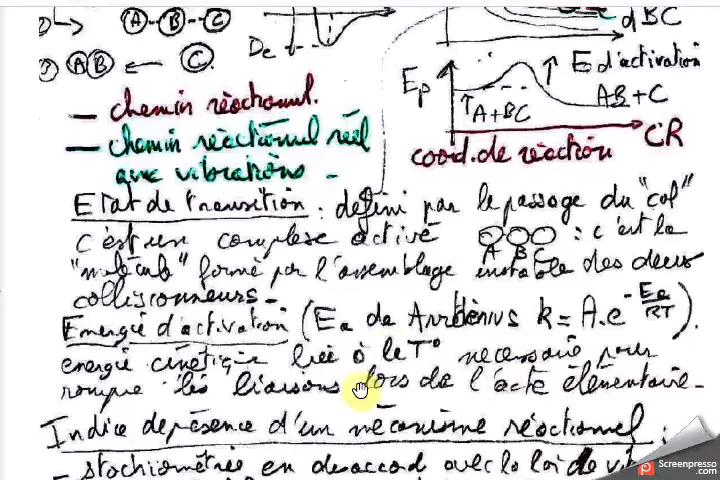 A---B---C
De
dBC
AB ← C
Ep
E d'activation
AB + C
A + BC
CR
— chemin réactionnel.
coord. de réaction
— chemin réactionnel réel
avec vibrations -
Etat de transition : défini par le passage du "col"
c'est un complexe activé : c'est la
A B C
"molécule" formée par l'assemblage instable des deux
collisionneurs -
Energie d'activation (Ea de Arrhénius k = A.e^-Ea/RT).
énergie cinétique liée à la T° nécessaire pour
rompre les liaisons lors de l'acte élémentaire -
Indice de présence d'un mécanisme réactionnel :
- stochiométrie en désaccord avec la loi de
Screenpresso
.com